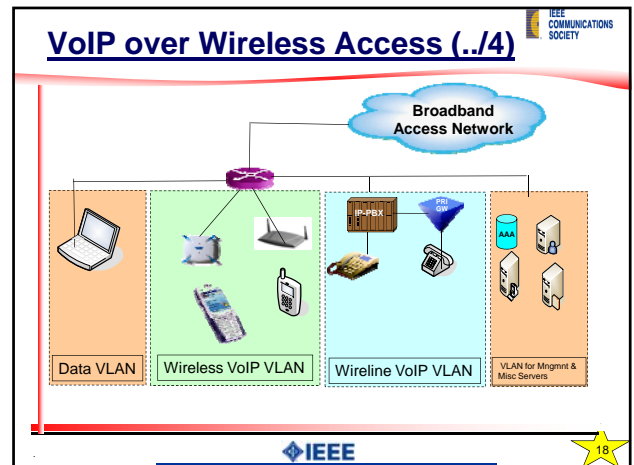 IEEE
COMMUNICATIONS
SOCIETY
VoIP over Wireless Access (../4)
Broadband
Access Network
IP-PBX
PRI
GW
AAA
Data VLAN
Wireless VoIP VLAN
Wireline VoIP VLAN
VLAN for Mngmnt &
Misc Servers
.
IEEE
18